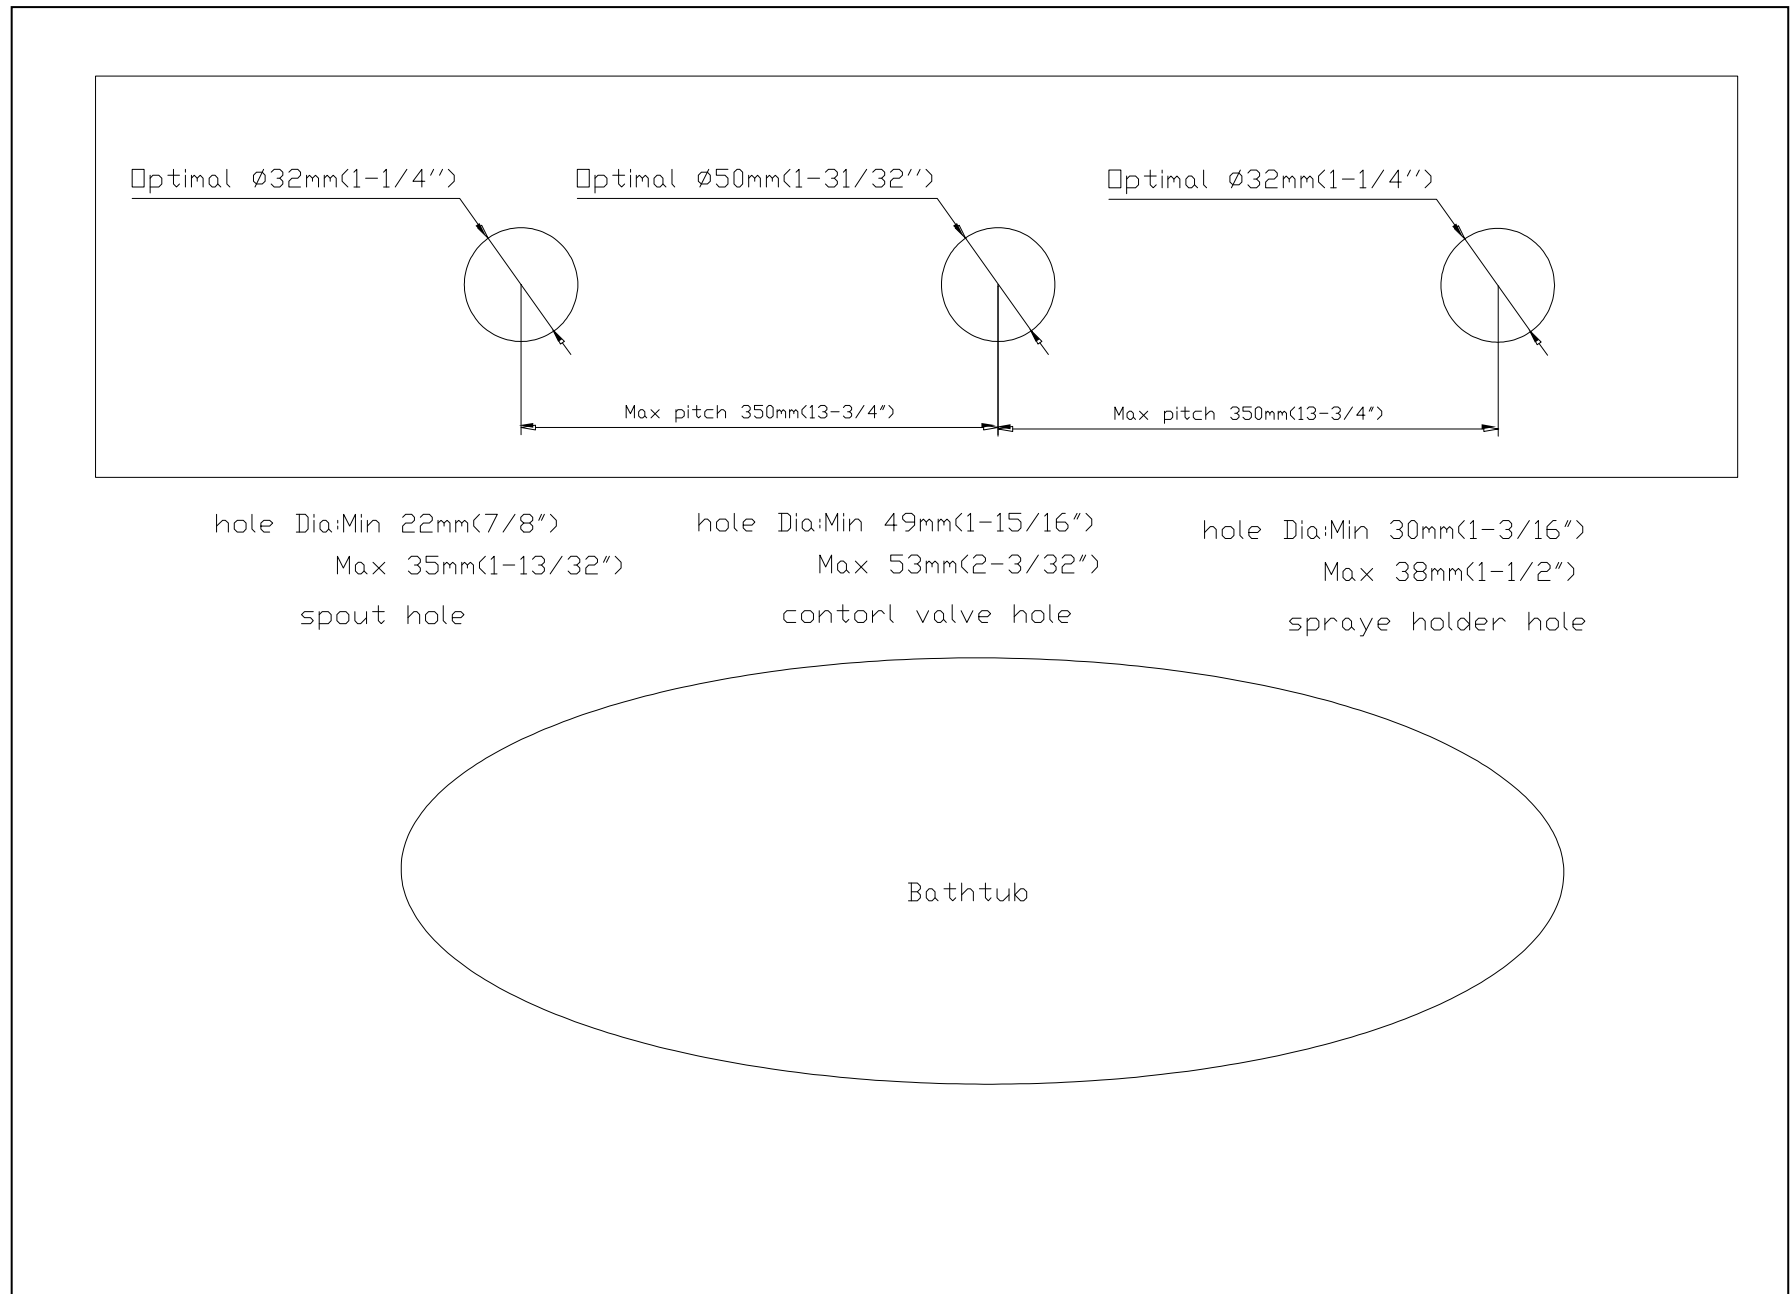 Optimal Ø32mm(1-1/4'')
Optimal Ø50mm(1-31/32'')
Optimal Ø32mm(1-1/4'')
Max pitch 350mm(13-3/4")
Max pitch 350mm(13-3/4")
hole Dia:Min 22mm(7/8")
Max 35mm(1-13/32")
spout hole
hole Dia:Min 49mm(1-15/16")
Max 53mm(2-3/32")
contorl valve hole
hole Dia:Min 30mm(1-3/16")
Max 38mm(1-1/2")
spraye holder hole
Bathtub